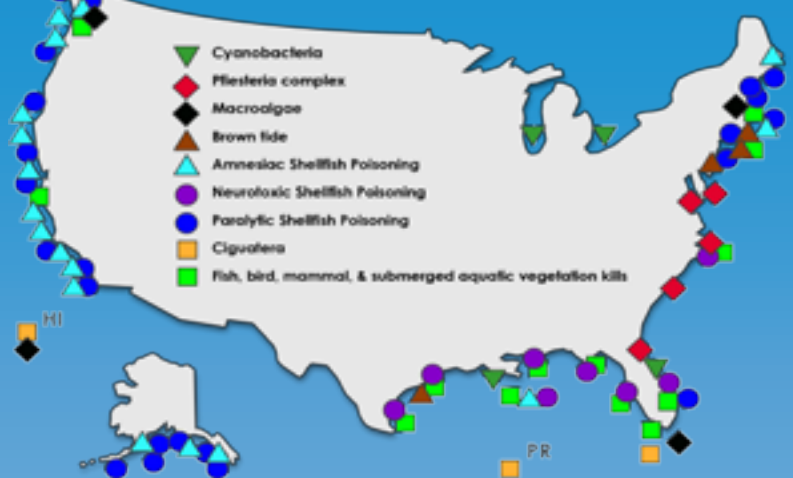 Cyanobacteria
Pfiesteria complex
Macroalgae
Brown tide
Amnesiac Shellfish Poisoning
Neurotoxic Shellfish Poisoning
Paralytic Shellfish Poisoning
Ciguatera
Fish, bird, mammal, & submerged aquatic vegetation kills
HI
PR